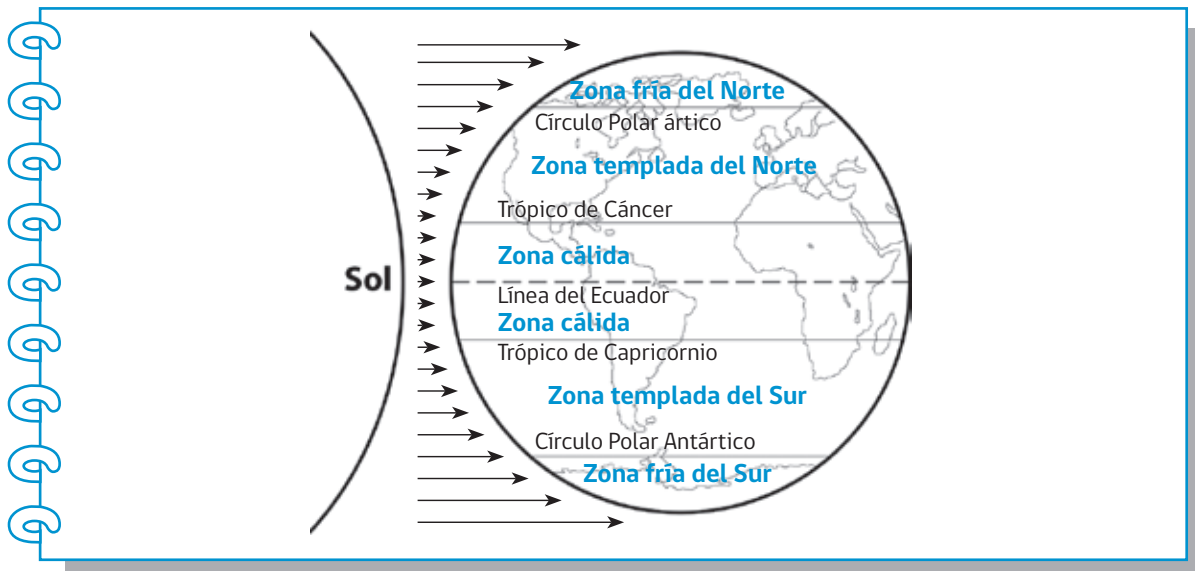 Zona fría del Norte
Círculo Polar ártico
Zona templada del Norte
Trópico de Cáncer
Zona cálida
Sol
Línea del Ecuador
Zona cálida
Trópico de Capricornio
Zona templada del Sur
Círculo Polar Antártico
Zona fría del Sur